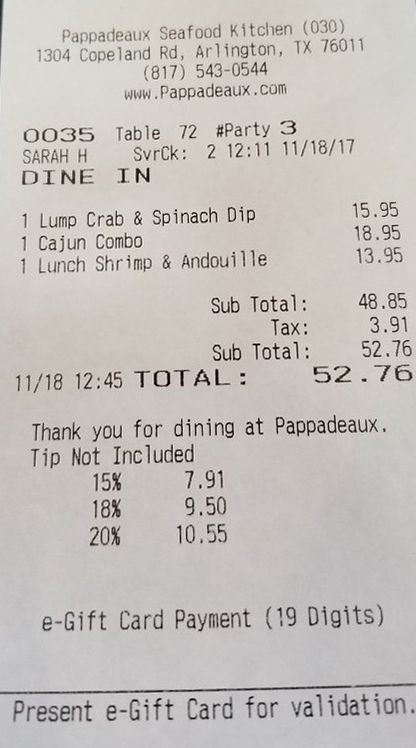 Pappadeaux Seafood Kitchen (030)
1304 Copeland Rd, Arlington, TX 76011
(817) 543-0544
www.Pappadeaux.com
0035 Table 72 #Party 3
SARAH H SvrCk: 2 12:11 11/18/17
DINE IN
1 Lump Crab & Spinach Dip 15.95
1 Cajun Combo 18.95
1 Lunch Shrimp & Andouille 13.95
Sub Total: 48.85
Tax: 3.91
Sub Total: 52.76
11/18 12:45 TOTAL: 52.76
Thank you for dining at Pappadeaux.
Tip Not Included
15% 7.91
18% 9.50
20% 10.55
e-Gift Card Payment (19 Digits)
Present e-Gift Card for validation.